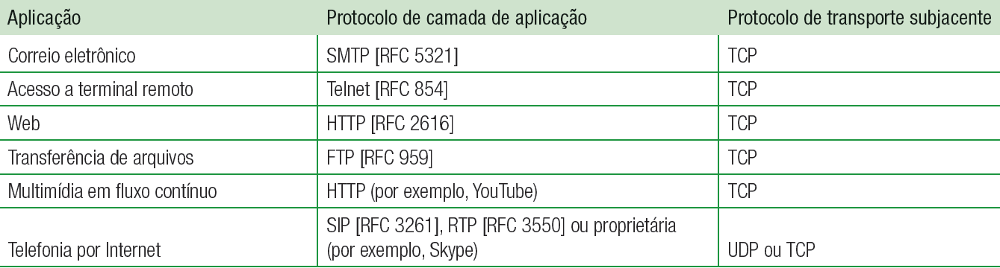 Aplicação Protocolo de camada de aplicação Protocolo de transporte subjacente
Correio eletrônico SMTP [RFC 5321] TCP
Acesso a terminal remoto Telnet [RFC 854] TCP
Web HTTP [RFC 2616] TCP
Transferência de arquivos FTP [RFC 959] TCP
Multimídia em fluxo contínuo HTTP (por exemplo, YouTube) TCP
SIP [RFC 3261], RTP [RFC 3550] ou proprietária
Telefonia por Internet (por exemplo, Skype) UDP ou TCP